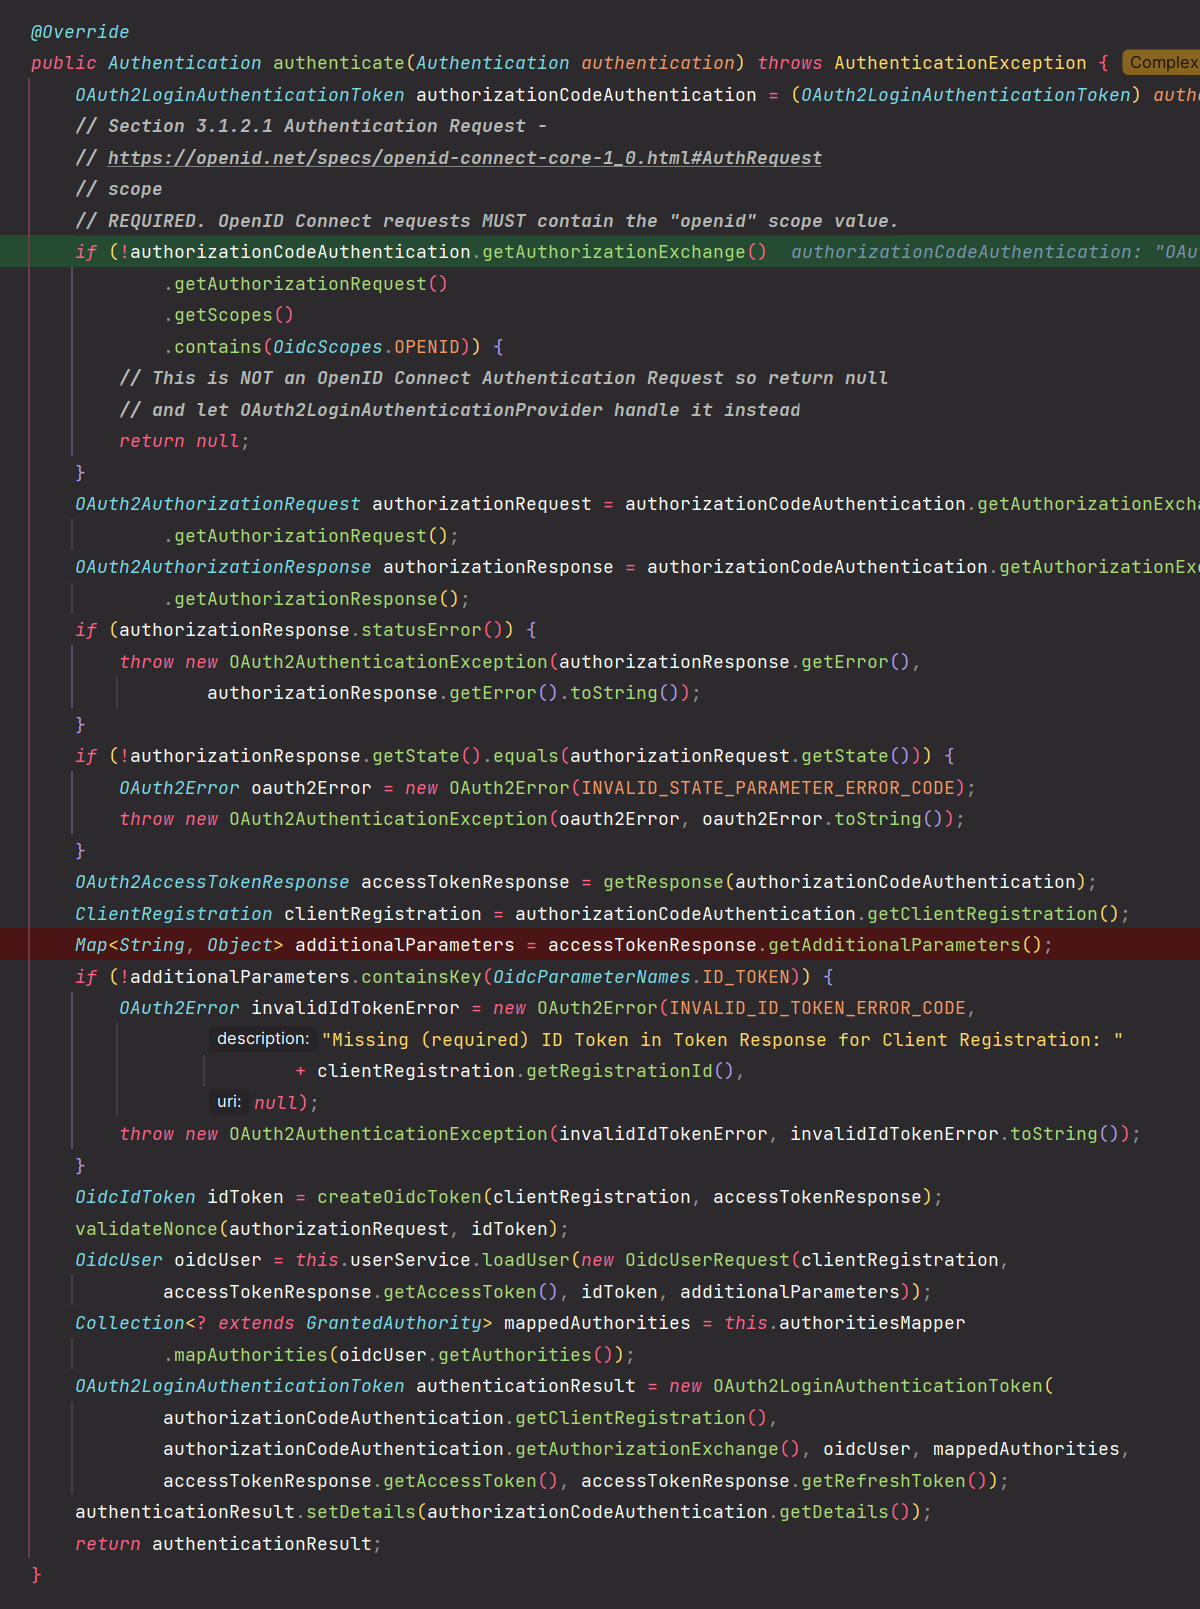 @Override
public Authentication authenticate(Authentication authentication) throws AuthenticationException { Complex
OAuth2LoginAuthenticationToken authorizationCodeAuthentication = (OAuth2LoginAuthenticationToken) auth
// Section 3.1.2.1 Authentication Request -
// https://openid.net/specs/openid-connect-core-1_0.html#AuthRequest
// scope
// REQUIRED. OpenID Connect requests MUST contain the "openid" scope value.
if (!authorizationCodeAuthentication.getAuthorizationExchange() authorizationCodeAuthentication: "OAu
.getAuthorizationRequest()
.getScopes()
.contains(OidcScopes.OPENID)) {
// This is NOT an OpenID Connect Authentication Request so return null
// and let OAuth2LoginAuthenticationProvider handle it instead
return null;
}
OAuth2AuthorizationRequest authorizationRequest = authorizationCodeAuthentication.getAuthorizationExcha
.getAuthorizationRequest();
OAuth2AuthorizationResponse authorizationResponse = authorizationCodeAuthentication.getAuthorizationEx
.getAuthorizationResponse();
if (authorizationResponse.statusError()) {
throw new OAuth2AuthenticationException(authorizationResponse.getError(),
authorizationResponse.getError().toString());
}
if (!authorizationResponse.getState().equals(authorizationRequest.getState())) {
OAuth2Error oauth2Error = new OAuth2Error(INVALID_STATE_PARAMETER_ERROR_CODE);
throw new OAuth2AuthenticationException(oauth2Error, oauth2Error.toString());
}
OAuth2AccessTokenResponse accessTokenResponse = getResponse(authorizationCodeAuthentication);
ClientRegistration clientRegistration = authorizationCodeAuthentication.getClientRegistration();
Map<String, Object> additionalParameters = accessTokenResponse.getAdditionalParameters();
if (!additionalParameters.containsKey(OidcParameterNames.ID_TOKEN)) {
OAuth2Error invalidIdTokenError = new OAuth2Error(INVALID_ID_TOKEN_ERROR_CODE,
description: "Missing (required) ID Token in Token Response for Client Registration: "
+ clientRegistration.getRegistrationId(),
uri: null);
throw new OAuth2AuthenticationException(invalidIdTokenError, invalidIdTokenError.toString());
}
OidcIdToken idToken = createOidcToken(clientRegistration, accessTokenResponse);
validateNonce(authorizationRequest, idToken);
OidcUser oidcUser = this.userService.loadUser(new OidcUserRequest(clientRegistration,
accessTokenResponse.getAccessToken(), idToken, additionalParameters));
Collection<? extends GrantedAuthority> mappedAuthorities = this.authoritiesMapper
.mapAuthorities(oidcUser.getAuthorities());
OAuth2LoginAuthenticationToken authenticationResult = new OAuth2LoginAuthenticationToken(
authorizationCodeAuthentication.getClientRegistration(),
authorizationCodeAuthentication.getAuthorizationExchange(), oidcUser, mappedAuthorities,
accessTokenResponse.getAccessToken(), accessTokenResponse.getRefreshToken());
authenticationResult.setDetails(authorizationCodeAuthentication.getDetails());
return authenticationResult;
}